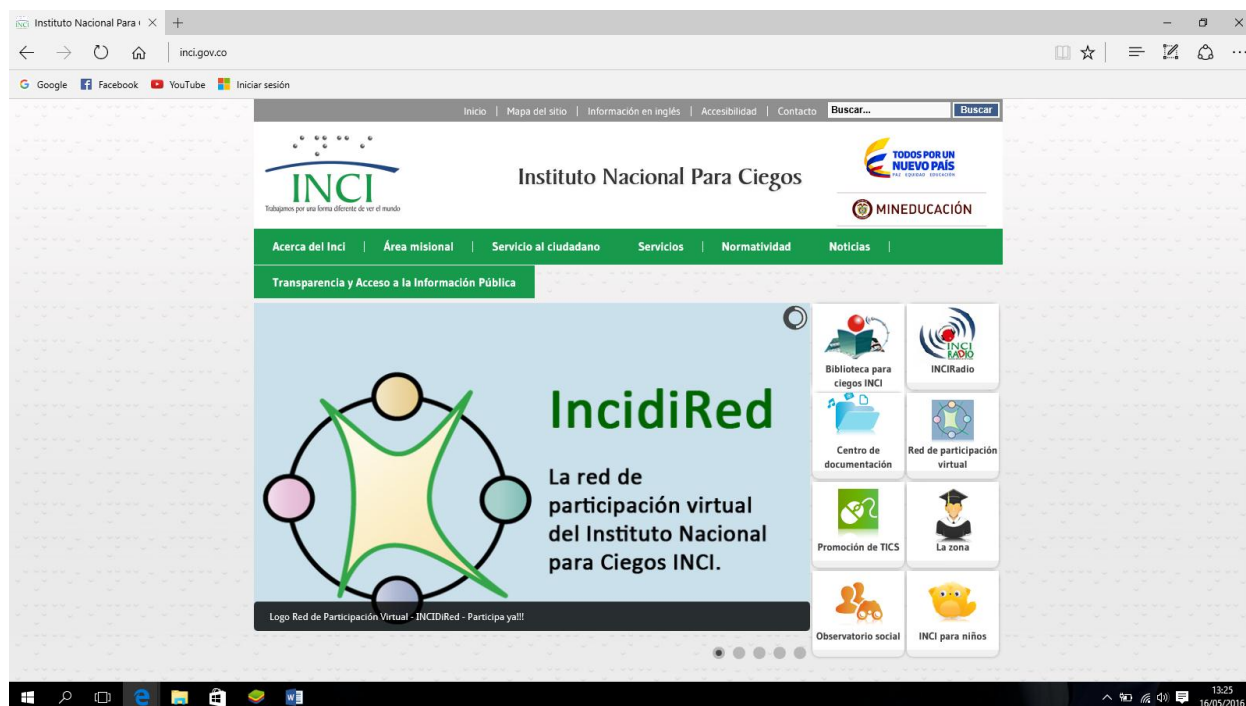 Instituto Nacional Para
inci.gov.co
Google Facebook YouTube Iniciar sesión
Inicio | Mapa del sitio | Información en inglés | Accesibilidad | Contacto Buscar... Buscar
INCI
Trabajamos por una forma diferente de ver el mundo
Instituto Nacional Para Ciegos
TODOS POR UN
NUEVO PAÍS
PAZ EQUIDAD EDUCACIÓN
MINEDUCACIÓN
Acerca del Inci | Área misional | Servicio al ciudadano Servicios | Normatividad Noticias |
Transparencia y Acceso a la Información Pública
IncidiRed
La red de
participación virtual
del Instituto Nacional
para Ciegos INCI.
Logo Red de Participación Virtual - INCIDiRed - Participa ya!!!
Biblioteca para
ciegos INCI
INCI
RADIO
INCIRadio
Centro de
documentación
Red de participación
virtual
Promoción de TICS
La zona
Observatorio social
INCI para niños
13:25
16/05/2016